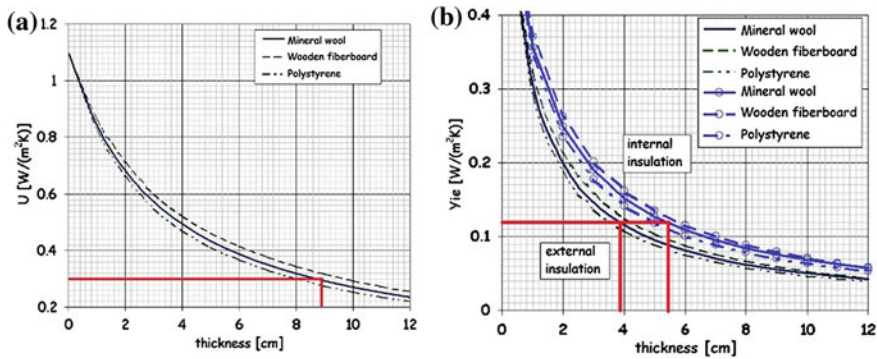 (a)
1.2
1
0.8
0.6
0.4
0.2
U [W/(m²K)]
0
2
4
6
8
10
12
thickness [cm]
Mineral wool
Wooden fiberboard
Polystyrene
(b)
0.4
0.3
0.2
0.1
0
Yie [W/(m²K)]
0
2
4
6
8
10
12
thickness [cm]
Mineral wool
Wooden fiberboard
Polystyrene
Mineral wool
Wooden fiberboard
Polystyrene
internal
insulation
external
insulation